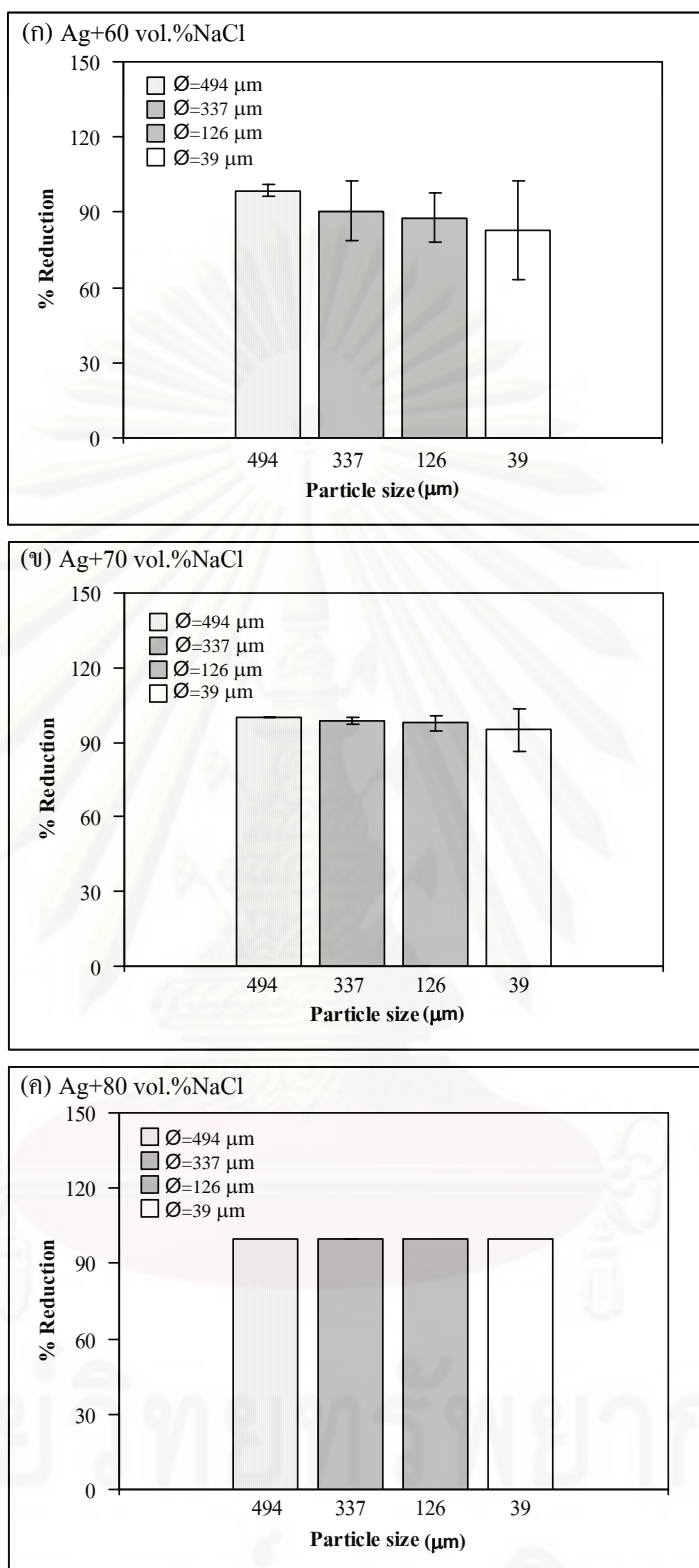 (ก) Ag+60 vol.%NaCl
150
Ø=494 μm
Ø=337 μm
120
Ø=126 μm
Ø=39 μm
% Reduction
90
60
30
0
494 337 126 39
Particle size (μm)
(ข) Ag+70 vol.%NaCl
150
Ø=494 μm
Ø=337 μm
120
Ø=126 μm
Ø=39 μm
% Reduction
90
60
30
0
494 337 126 39
Particle size (μm)
(ค) Ag+80 vol.%NaCl
150
Ø=494 μm
Ø=337 μm
120
Ø=126 μm
Ø=39 μm
% Reduction
90
60
30
0
494 337 126 39
Particle size (μm)